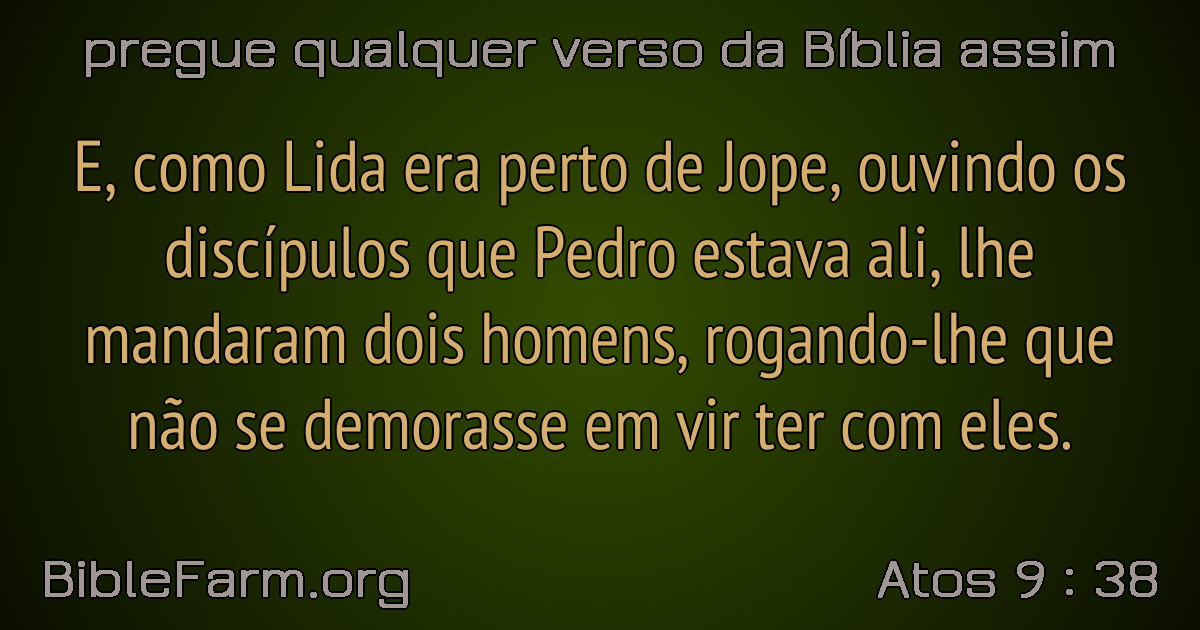 pregue qualquer verso da Bíblia assim
E, como Lida era perto de Jope, ouvindo os
discípulos que Pedro estava ali, lhe
mandaram dois homens, rogando-lhe que
não se demorasse em vir ter com eles.
BibleFarm.org
Atos 9 : 38